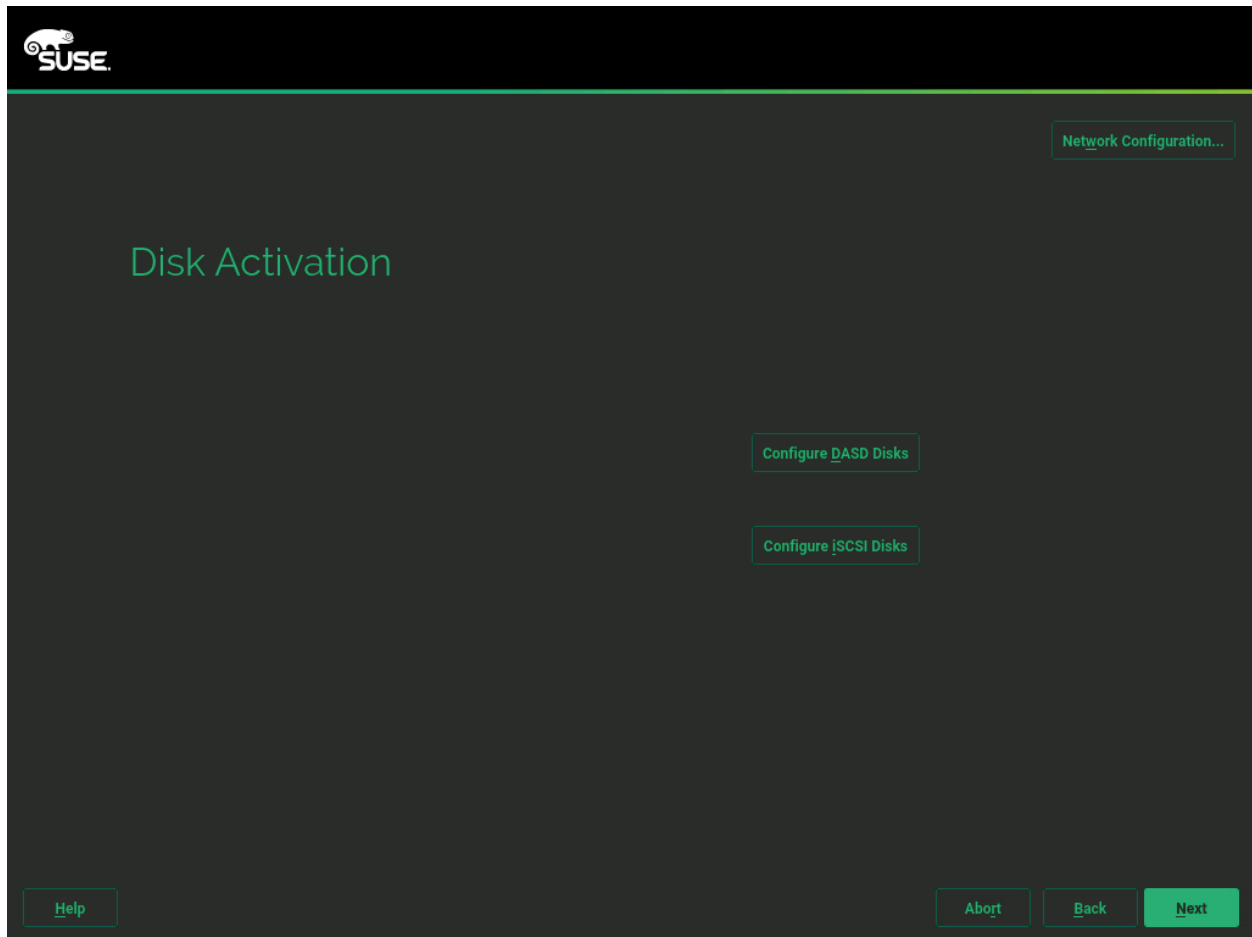 SUSE.
Network Configuration...
Disk Activation
Configure DASD Disks
Configure iSCSI Disks
Help
Abort
Back
Next